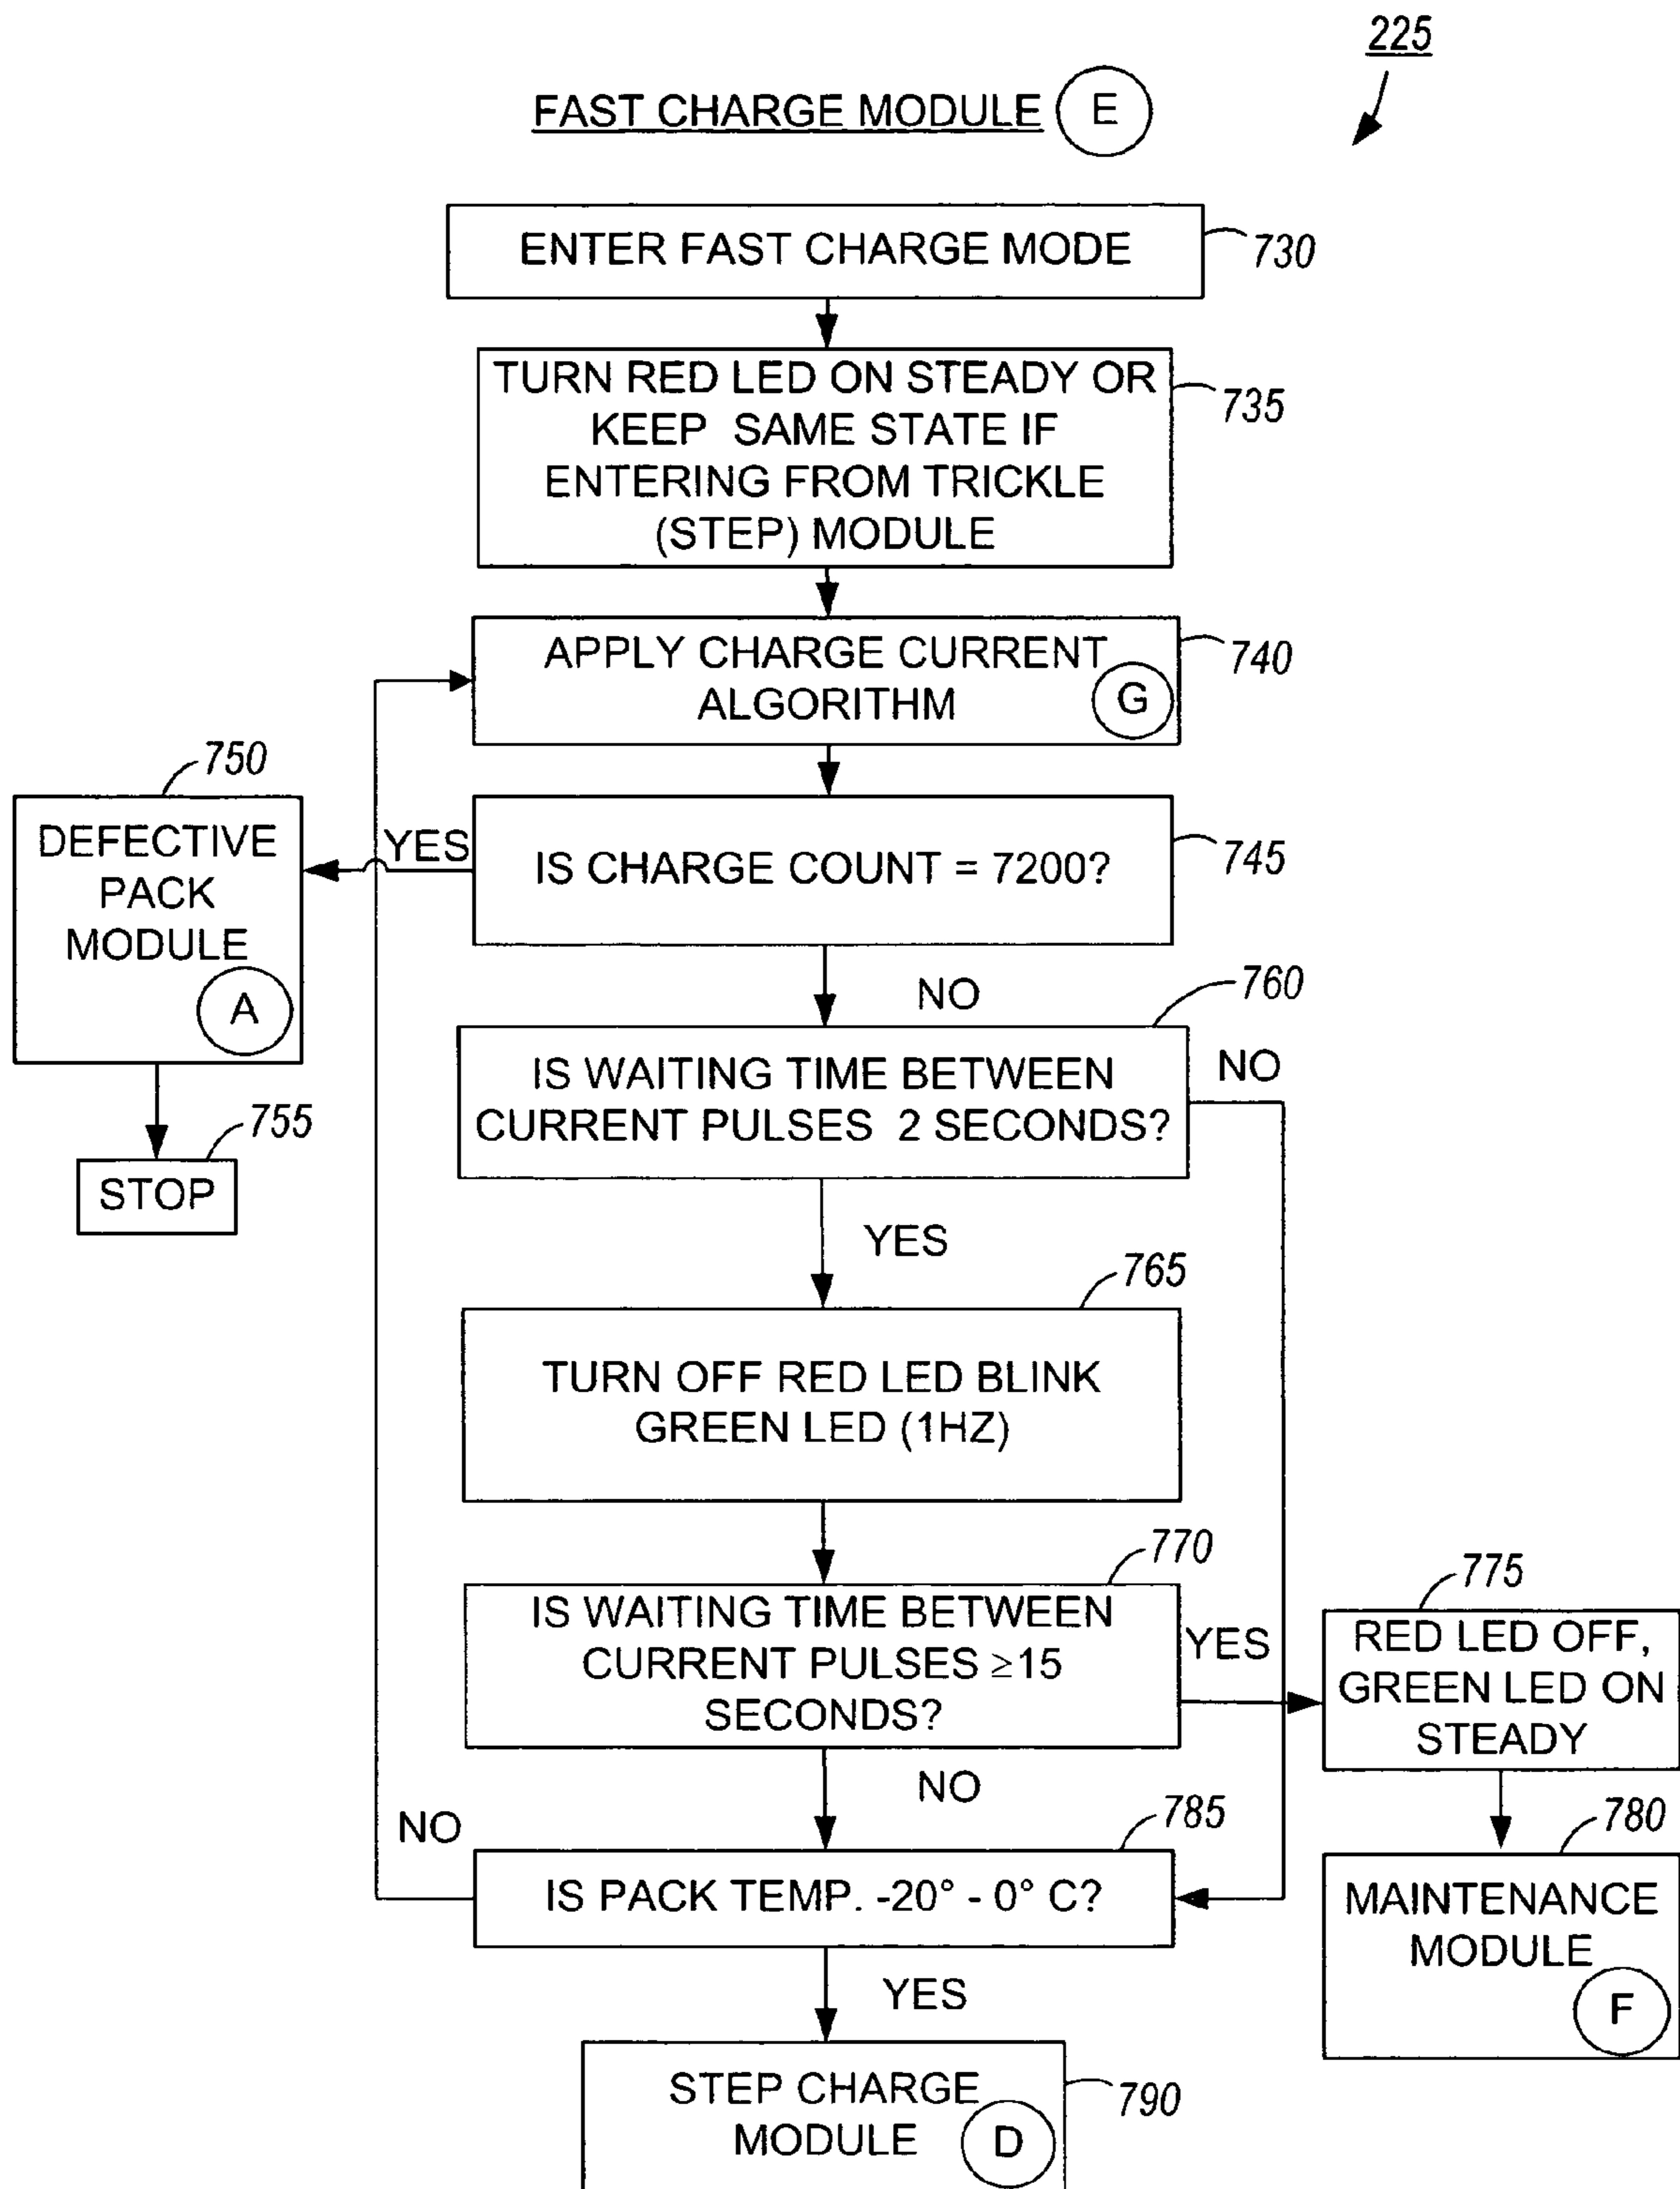 225
FAST CHARGE MODULE E
ENTER FAST CHARGE MODE
730
TURN RED LED ON STEADY OR
KEEP SAME STATE IF
ENTERING FROM TRICKLE
(STEP) MODULE
735
APPLY CHARGE CURRENT
ALGORITHM
G
740
750
DEFECTIVE
PACK
MODULE
A
YES
IS CHARGE COUNT = 7200?
745
755
STOP
NO
760
IS WAITING TIME BETWEEN
CURRENT PULSES 2 SECONDS?
NO
YES
765
TURN OFF RED LED BLINK
GREEN LED (1HZ)
770
IS WAITING TIME BETWEEN
CURRENT PULSES ≥15
SECONDS?
YES
775
RED LED OFF,
GREEN LED ON
STEADY
NO
NO
785
IS PACK TEMP. -20° - 0° C?
780
MAINTENANCE
MODULE
F
YES
STEP CHARGE
MODULE
D
790